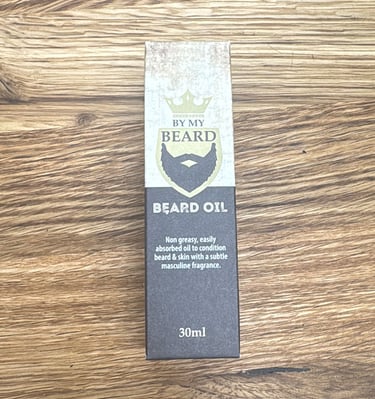 BY MY
BEARD
BEARD OIL
Non greasy, easily
absorbed oil to condition
beard & skin with a subtle
masculine fragrance.
30ml